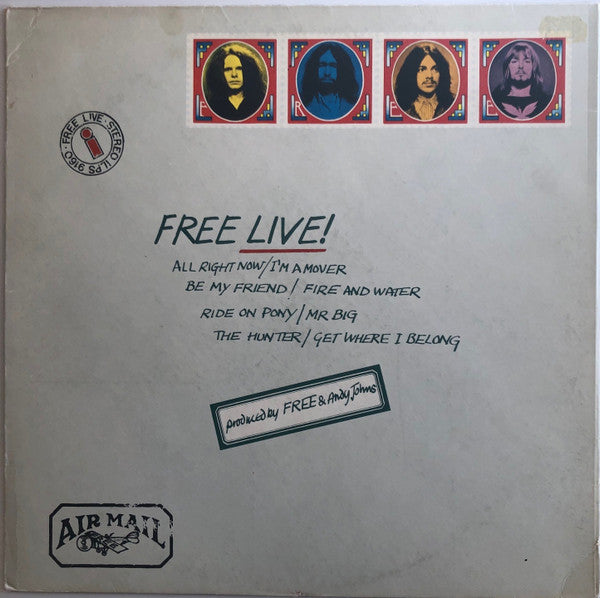 F R E E
FREE LIVE · STEREO ILPS 9160 ·
i
FREE LIVE!
ALL RIGHT NOW/I'M A MOVER
BE MY FRIEND / FIRE AND WATER
RIDE ON PONY/MR BIG
THE HUNTER/GET WHERE I BELONG
produced by FREE & Andy Johns
AIR MAIL